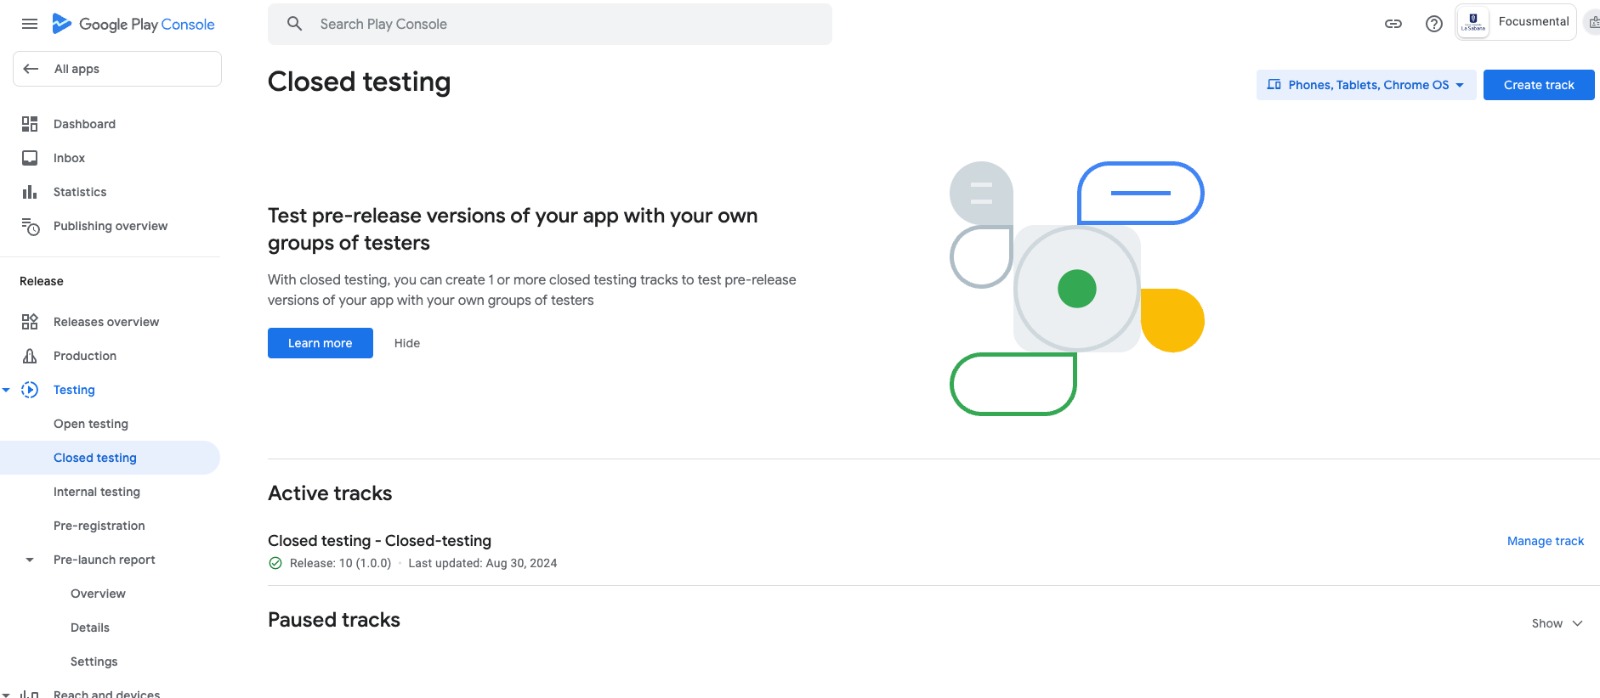 Google Play Console
Search Play Console
La Sabana
Focusmental
All apps
Closed testing
Phones, Tablets, Chrome OS
Create track
Dashboard
Inbox
Statistics
Publishing overview
Release
Releases overview
Production
Testing
Open testing
Closed testing
Internal testing
Pre-registration
Pre-launch report
Overview
Details
Settings
Reach and devices
Test pre-release versions of your app with your own
groups of testers
With closed testing, you can create 1 or more closed testing tracks to test pre-release
versions of your app with your own groups of testers
Learn more
Hide
Active tracks
Closed testing - Closed-testing
Release: 10 (1.0.0) · Last updated: Aug 30, 2024
Manage track
Paused tracks
Show